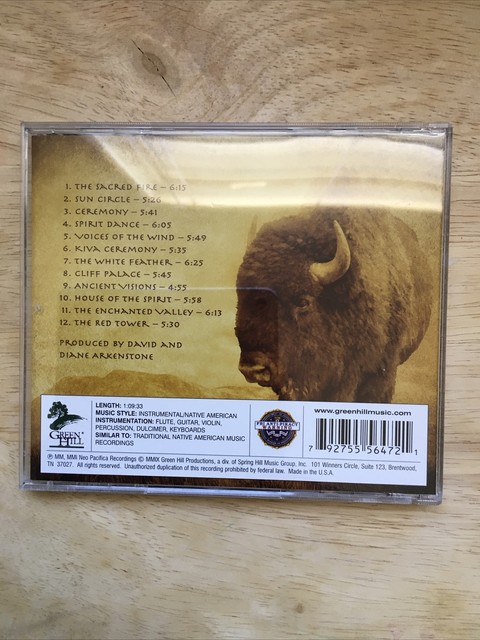 1. THE SACRED FIRE – 6:15
2. SUN CIRCLE – 5:26
3. CEREMONY – 5:41
4. SPIRIT DANCE – 6:05
5. VOICES OF THE WIND – 5:49
6. KIVA CEREMONY – 5:35
7. THE WHITE FEATHER – 6:25
8. CLIFF PALACE – 5:45
9. ANCIENT VISIONS – 4:55
10. HOUSE OF THE SPIRIT – 5:58
11. THE ENCHANTED VALLEY – 6:13
12. THE RED TOWER – 5:30
PRODUCED BY DAVID AND
DIANE ARKENSTONE
GREEN
HILL
LENGTH: 1:09:33
MUSIC STYLE: INSTRUMENTAL/NATIVE AMERICAN
INSTRUMENTATION: FLUTE, GUITAR, VIOLIN,
PERCUSSION, DULCIMER, KEYBOARDS
SIMILAR TO: TRADITIONAL NATIVE AMERICAN MUSIC
RECORDINGS
www.greenhillmusic.com
7 92755 56472 1
℗ MM, MMI Neo Pacifica Recordings © MMIX Green Hill Productions, a div. of Spring Hill Music Group, Inc. 101 Winners Circle, Suite 123, Brentwood,
TN 37027. All rights reserved. Unauthorized duplication of this recording prohibited by federal law. Made in the U.S.A.